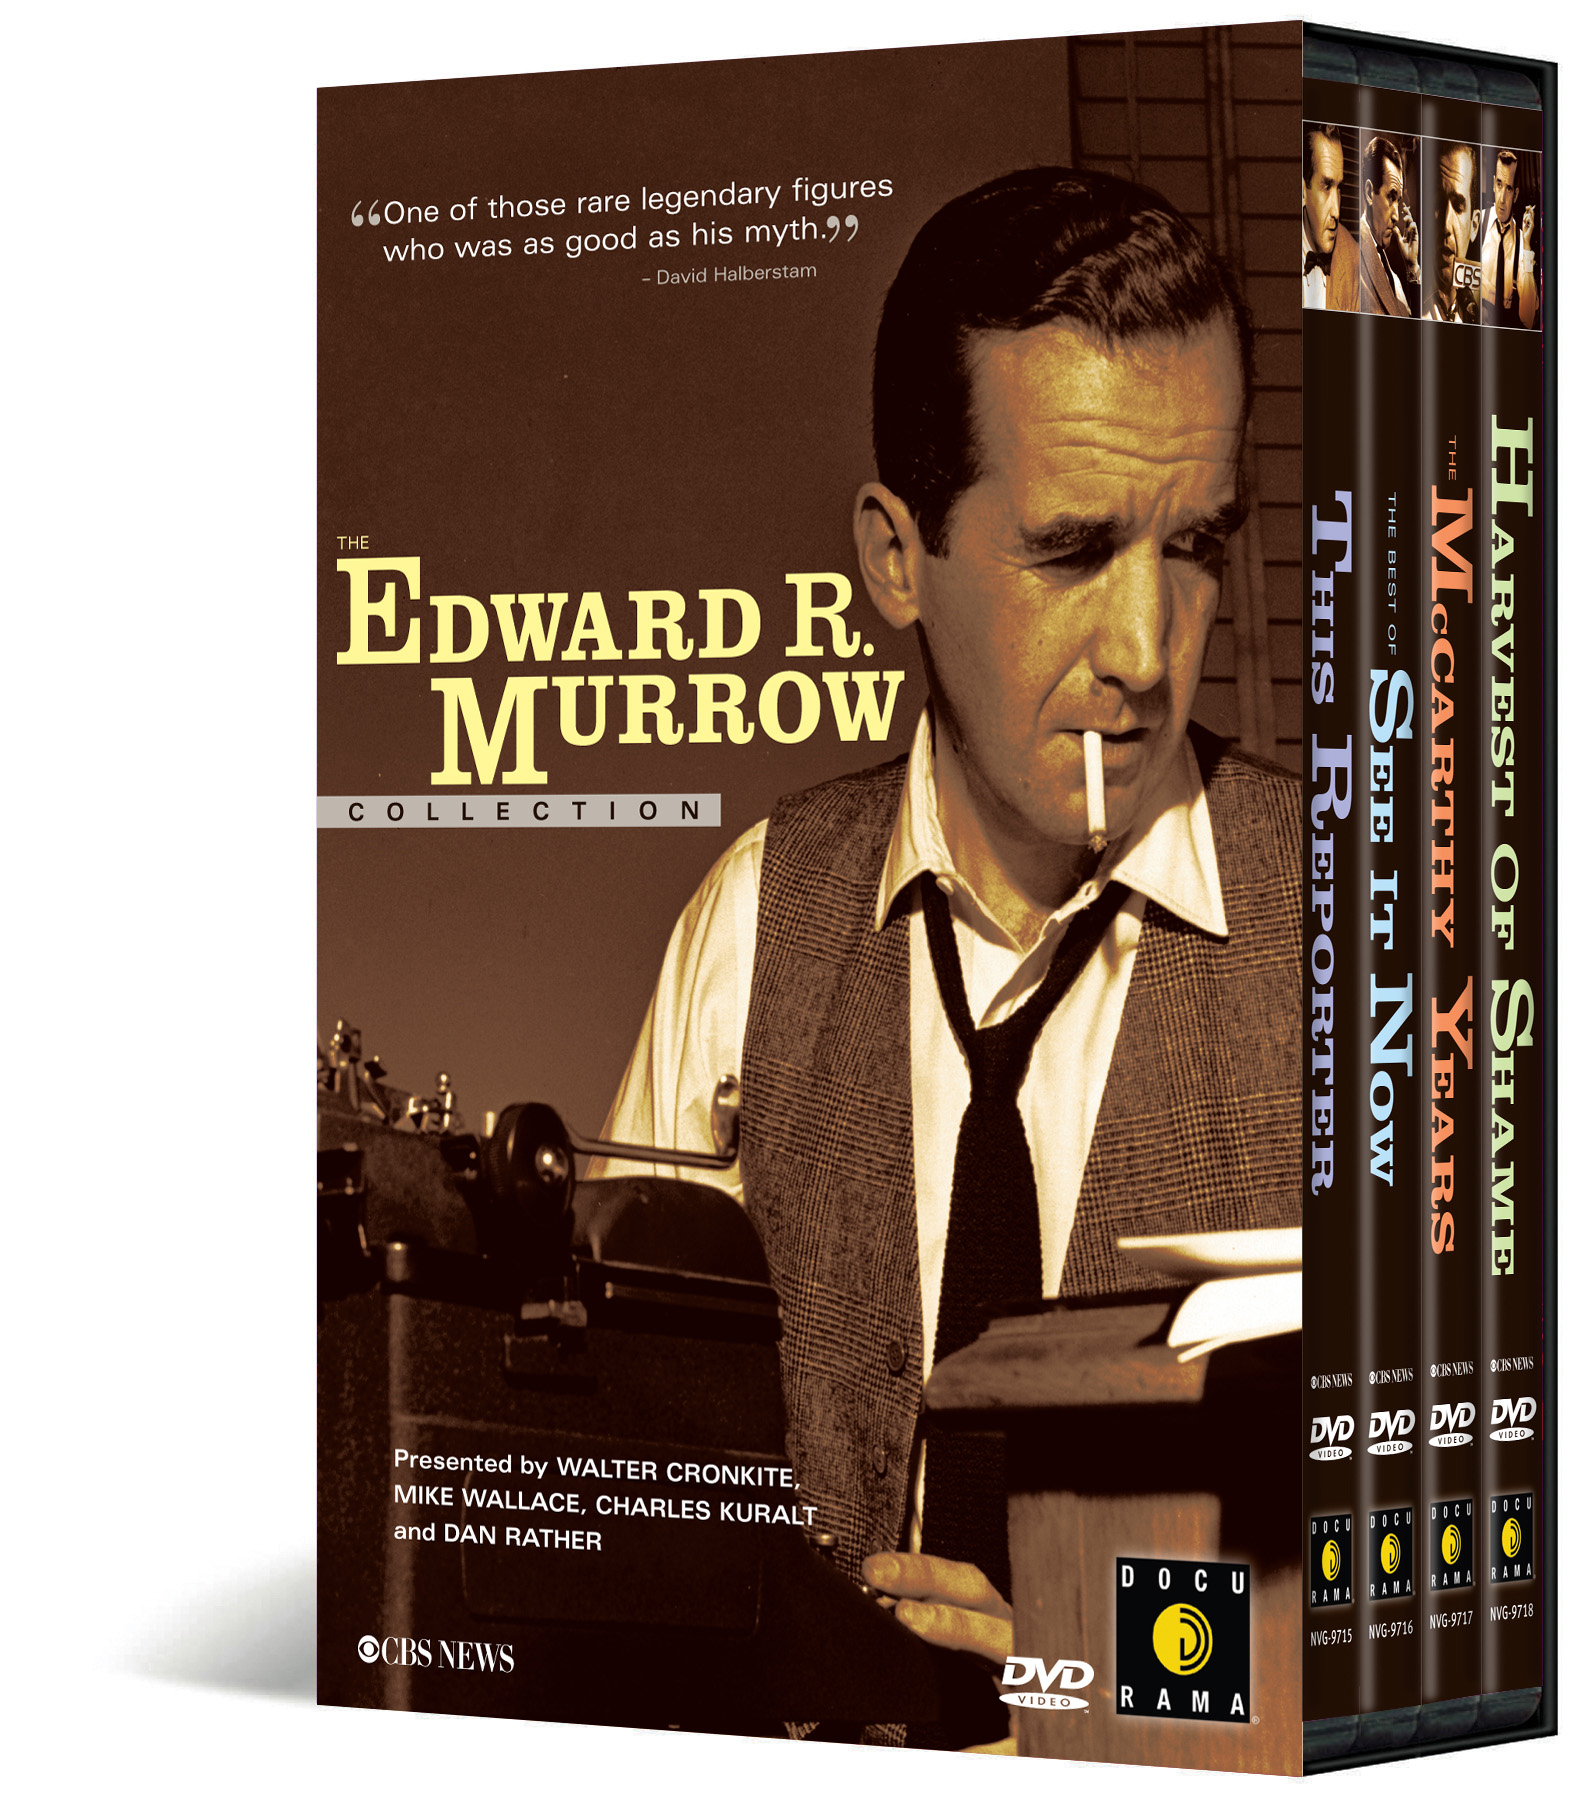 “One of those rare legendary figures
who was as good as his myth.”
– David Halberstam
THE
EDWARD R.
MURROW
COLLECTION
Presented by WALTER CRONKITE,
MIKE WALLACE, CHARLES KURALT
and DAN RATHER
CBS NEWS
DVD
VIDEO
™
DOCU
RAMA
®
THIS REPORTER
CBS NEWS
DVD
VIDEO
DOCU
RAMA
NVG-9715
THE BEST OF
SEE IT NOW
CBS NEWS
DVD
VIDEO
DOCU
RAMA
NVG-9716
CBS
THE
MCCARTHY YEARS
CBS NEWS
DVD
VIDEO
DOCU
RAMA
NVG-9717
HARVEST OF SHAME
CBS NEWS
DVD
VIDEO
DOCU
RAMA
NVG-9718